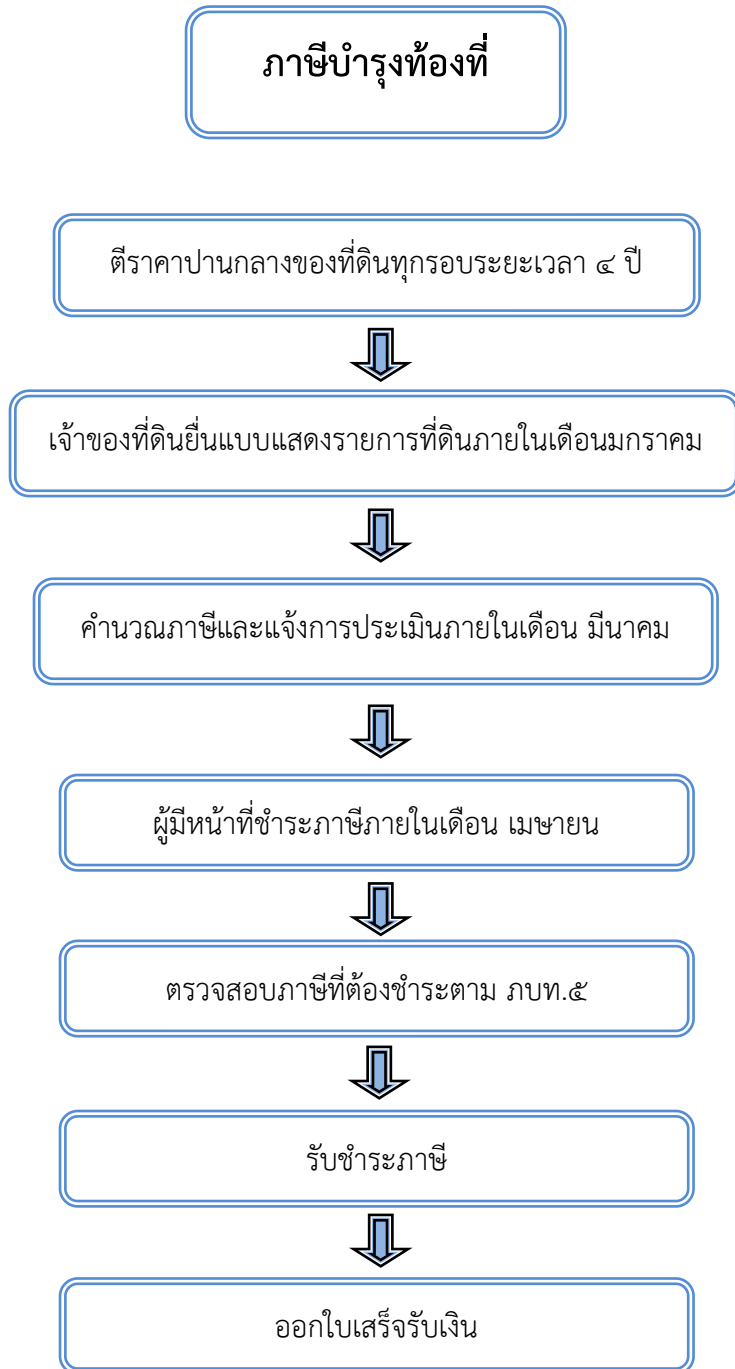 ภาษีบำรุงท้องที่
ตีราคาปานกลางของที่ดินทุกรอบระยะเวลา ๔ ปี
เจ้าของที่ดินยื่นแบบแสดงรายการที่ดินภายในเดือนมกราคม
คำนวณภาษีและแจ้งการประเมินภายในเดือน มีนาคม
ผู้มีหน้าที่ชำระภาษีภายในเดือน เมษายน
ตรวจสอบภาษีที่ต้องชำระตาม ภบท.๕
รับชำระภาษี
ออกใบเสร็จรับเงิน